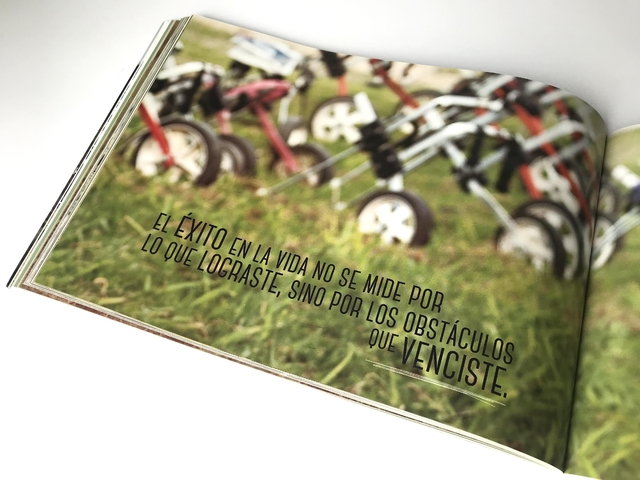 EL ÉXITO EN LA VIDA NO SE MIDE POR
LO QUE LOGRASTE, SINO POR LOS OBSTÁCULOS
QUE VENCISTE.